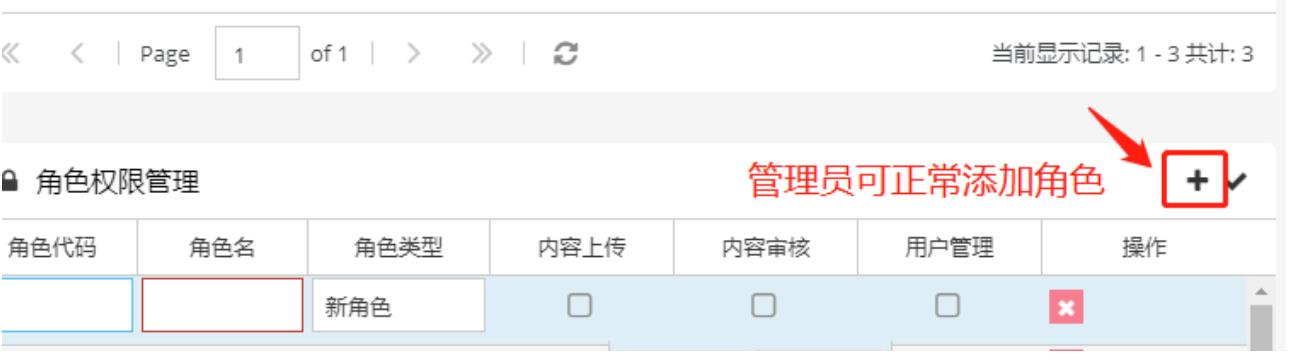 Page 1 of 1 当前显示记录: 1 - 3 共计: 3
角色权限管理 管理员可正常添加角色
角色代码 角色名 角色类型 内容上传 内容审核 用户管理 操作
新角色